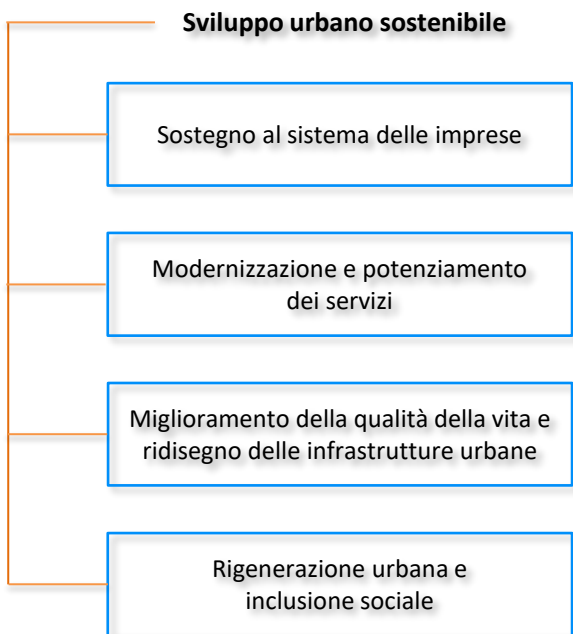 Sviluppo urbano sostenibile
Sostegno al sistema delle imprese
Modernizzazione e potenziamento
dei servizi
Miglioramento della qualità della vita e
ridisegno delle infrastrutture urbane
Rigenerazione urbana e
inclusione sociale